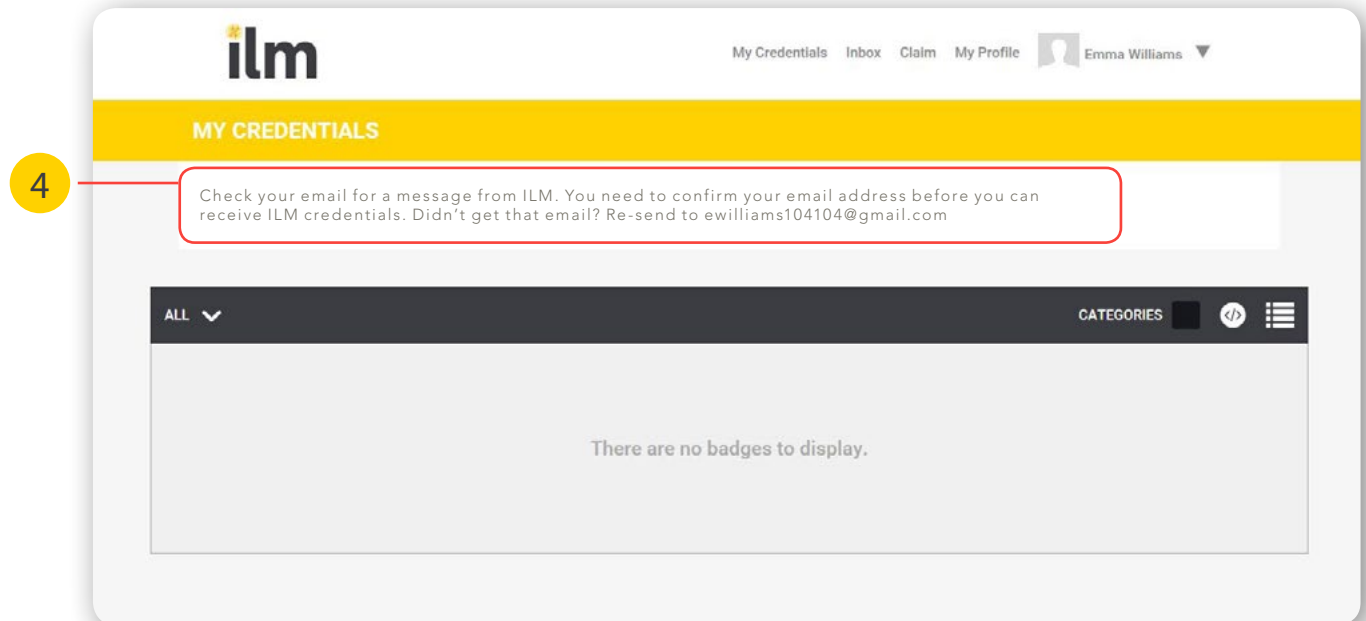 ilm
My Credentials Inbox Claim My Profile Emma Williams
MY CREDENTIALS
4
Check your email for a message from ILM. You need to confirm your email address before you can
receive ILM credentials. Didn't get that email? Re-send to ewilliams104104@gmail.com
ALL CATEGORIES </>
There are no badges to display.